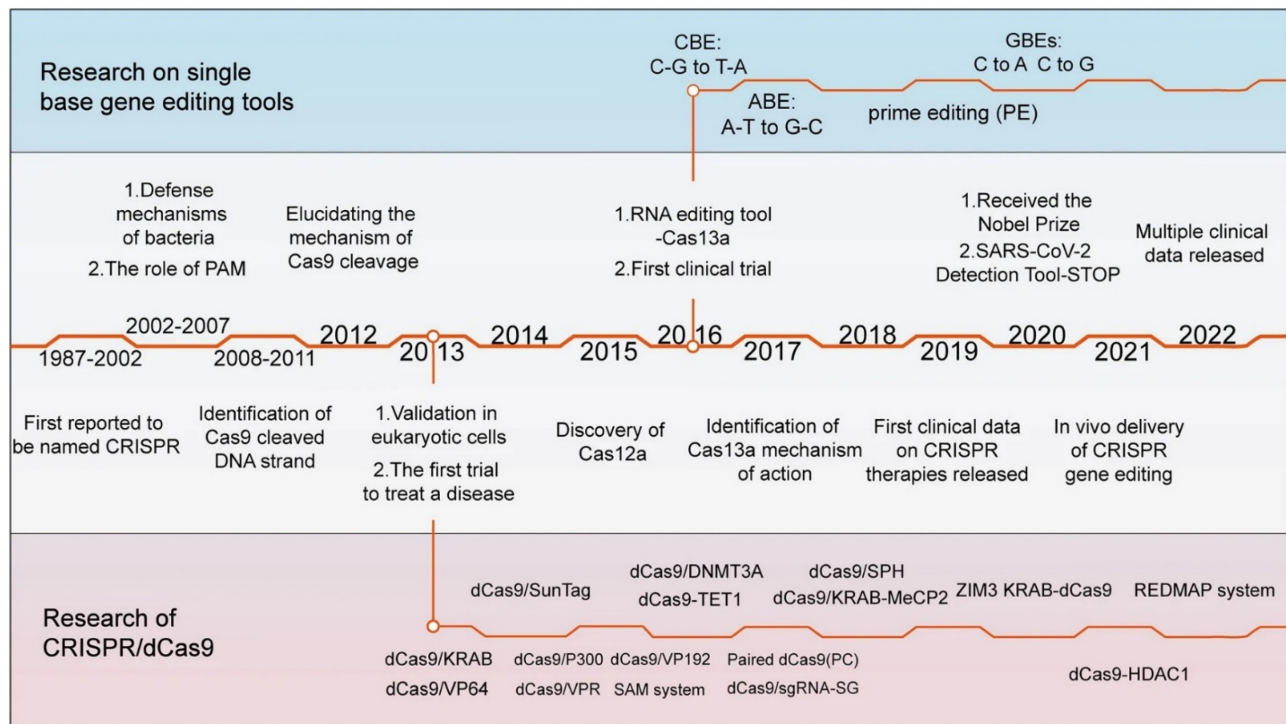 Research on single
base gene editing tools
CBE:
C-G to T-A
ABE:
A-T to G-C
prime editing (PE)
GBEs:
C to A C to G
1.Defense
mechanisms
of bacteria
2.The role of PAM
Elucidating the
mechanism of
Cas9 cleavage
1.RNA editing tool
-Cas13a
2.First clinical trial
1.Received the
Nobel Prize
2.SARS-CoV-2
Detection Tool-STOP
Multiple clinical
data released
1987-2002
2002-2007
2008-2011
2012
2013
2014
2015
2016
2017
2018
2019
2020
2021
2022
First reported to
be named CRISPR
Identification of
Cas9 cleaved
DNA strand
1.Validation in
eukaryotic cells
2.The first trial
to treat a disease
Discovery of
Cas12a
Identification of
Cas13a mechanism
of action
First clinical data
on CRISPR
therapies released
In vivo delivery
of CRISPR
gene editing
Research of
CRISPR/dCas9
dCas9/SunTag
dCas9/DNMT3A
dCas9-TET1
dCas9/SPH
dCas9/KRAB-MeCP2
ZIM3 KRAB-dCas9
REDMAP system
dCas9/KRAB
dCas9/VP64
dCas9/P300
dCas9/VPR
dCas9/VP192
SAM system
Paired dCas9(PC)
dCas9/sgRNA-SG
dCas9-HDAC1